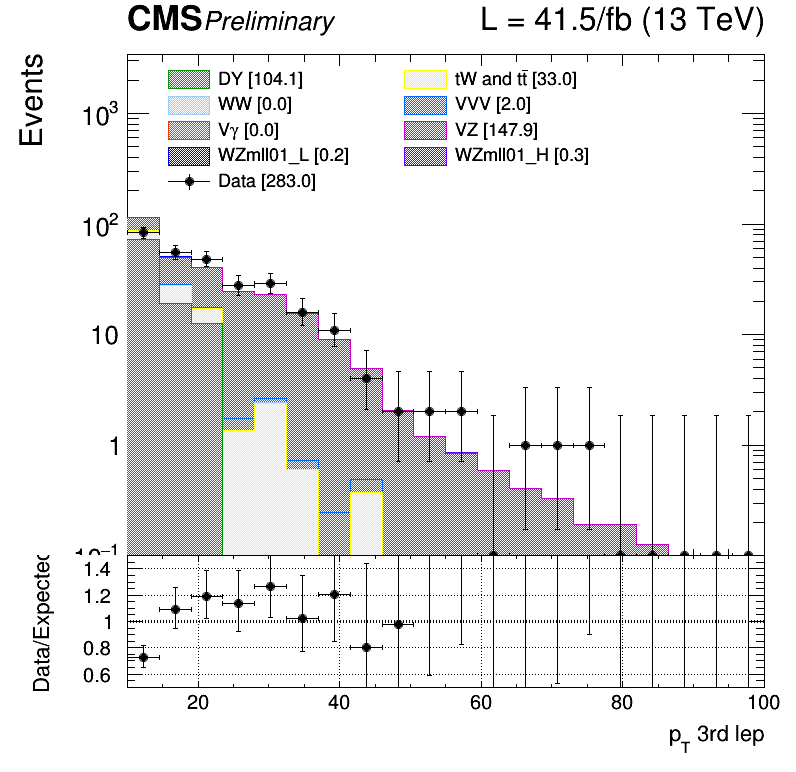 CMS Preliminary L = 41.5/fb (13 TeV)
Events
DY [104.1] tW and tt̄ [33.0]
WW [0.0] VVV [2.0]
Vγ [0.0] VZ [147.9]
WZmll01_L [0.2] WZmll01_H [0.3]
Data [283.0]
10³
10²
10
1
10⁻¹
Data/Expected
1.4
1.2
1
0.8
0.6
20 40 60 80 100
p_T 3rd lep